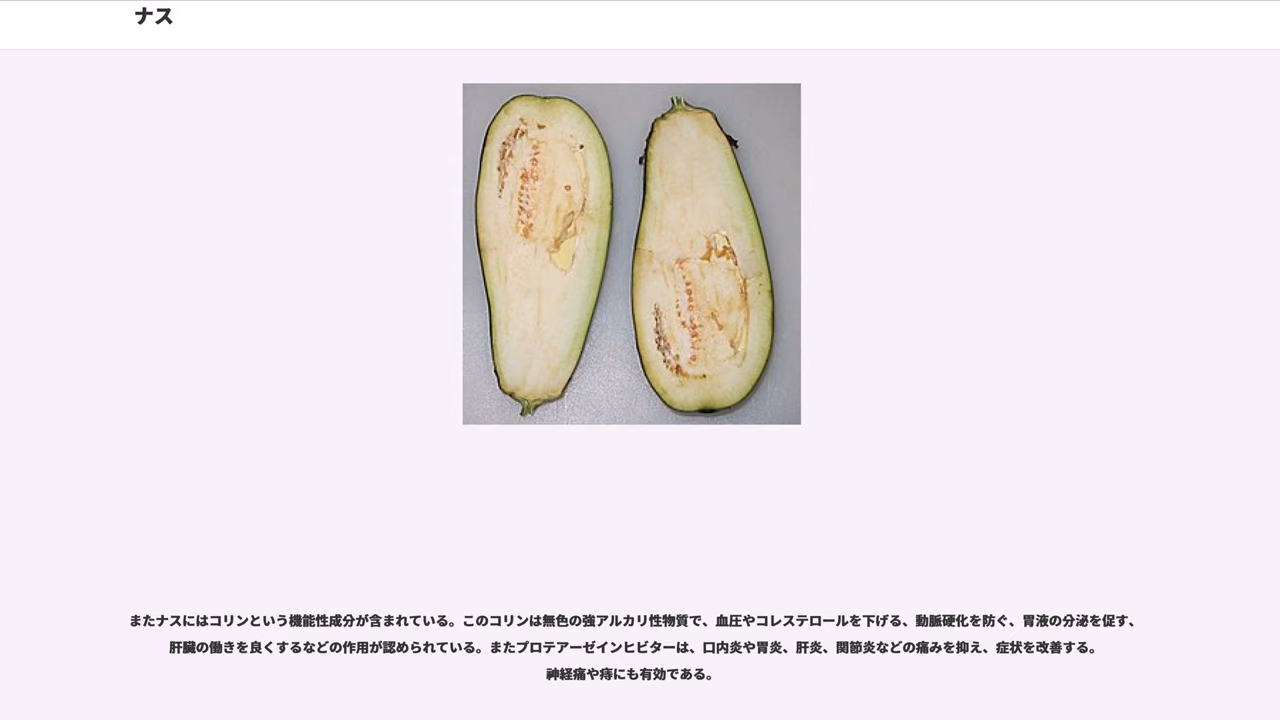 ナス
またナスにはコリンという機能性成分が含まれている。このコリンは無色の強アルカリ性物質で、血圧やコレステロールを下げる、動脈硬化を防ぐ、胃液の分泌を促す、
肝臓の働きを良くするなどの作用が認められている。またプロテアーゼインヒビターは、口内炎や胃炎、肝炎、関節炎などの痛みを抑え、症状を改善する。
神経痛や痔にも有効である。